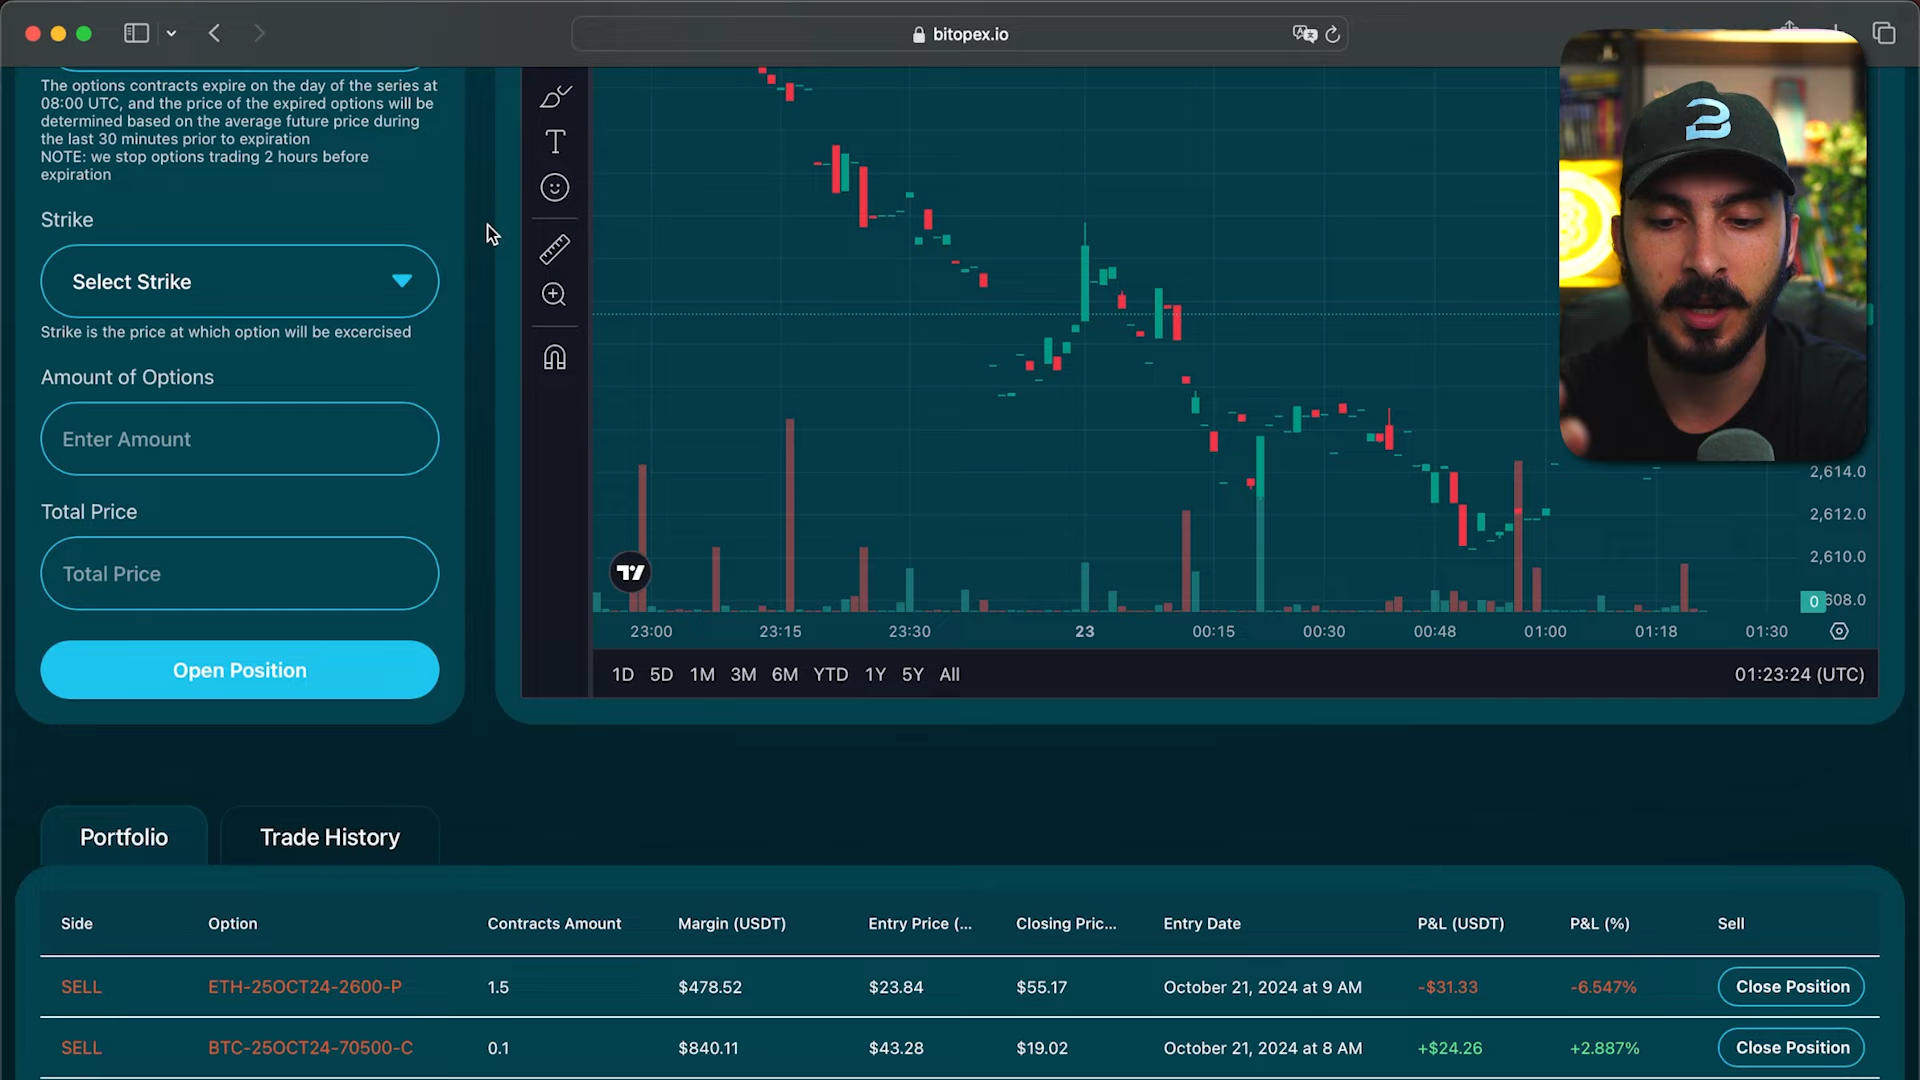 bitopex.io
The options contracts expire on the day of the series at
08:00 UTC, and the price of the expired options will be
determined based on the average future price during
the last 30 minutes prior to expiration
NOTE: we stop options trading 2 hours before
expiration
Strike
Select Strike
Strike is the price at which option will be excercised
Amount of Options
Enter Amount
Total Price
Total Price
Open Position
2,614.0
2,612.0
2,610.0
0 608.0
23:00 23:15 23:30 23 00:15 00:30 00:48 01:00 01:18 01:30
1D 5D 1M 3M 6M YTD 1Y 5Y All 01:23:24 (UTC)
Portfolio Trade History
Side Option Contracts Amount Margin (USDT) Entry Price (... Closing Pric... Entry Date P&L (USDT) P&L (%) Sell
SELL ETH-25OCT24-2600-P 1.5 $478.52 $23.84 $55.17 October 21, 2024 at 9 AM -$31.33 -6.547% Close Position
SELL BTC-25OCT24-70500-C 0.1 $840.11 $43.28 $19.02 October 21, 2024 at 8 AM +$24.26 +2.887% Close Position